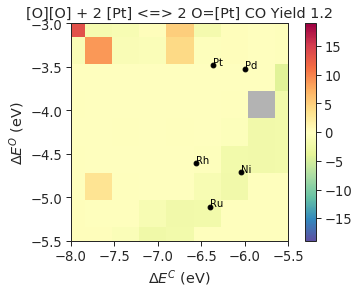 [O][O] + 2 [Pt] <=> 2 O=[Pt] CO Yield 1.2
−3.0
−3.5
−4.0
−4.5
−5.0
−5.5
ΔE^O (eV)
Pt
Pd
Rh
Ni
Ru
−8.0 −7.5 −7.0 −6.5 −6.0 −5.5
ΔE^C (eV)
15
10
5
0
−5
−10
−15